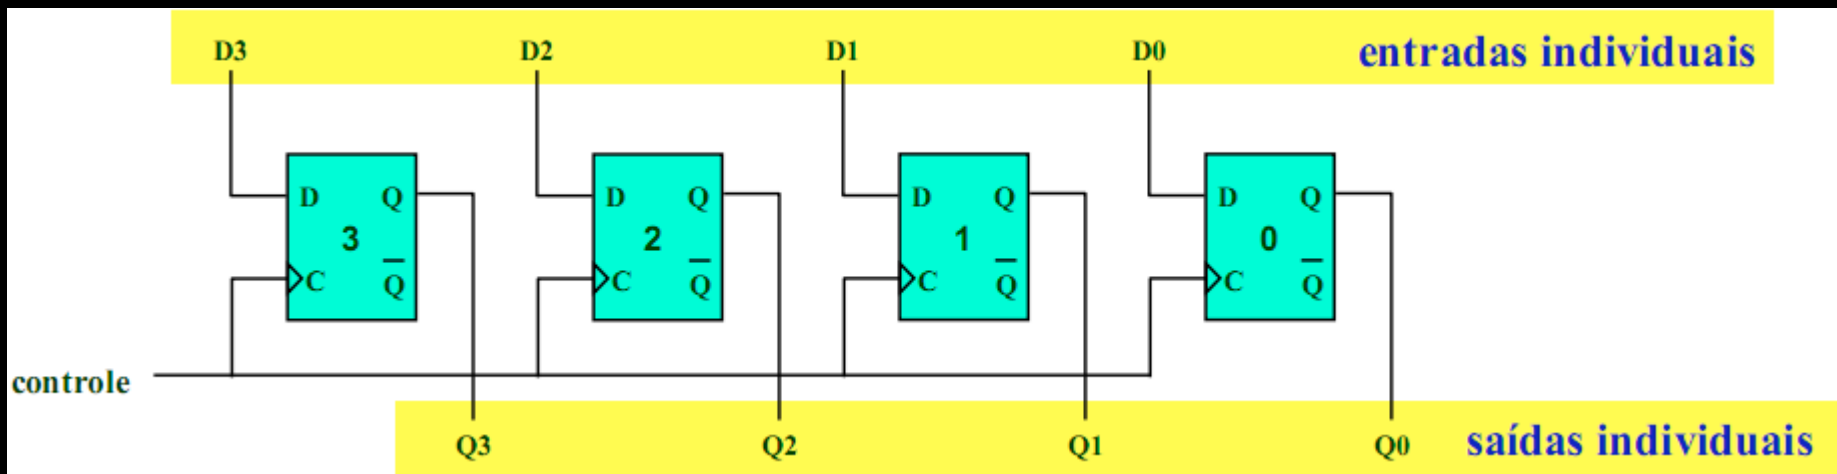 D3 D2 D1 D0 entradas individuais
D Q D Q D Q D Q
3 2 1 0
C Q̅ C Q̅ C Q̅ C Q̅
controle
Q3 Q2 Q1 Q0 saídas individuais